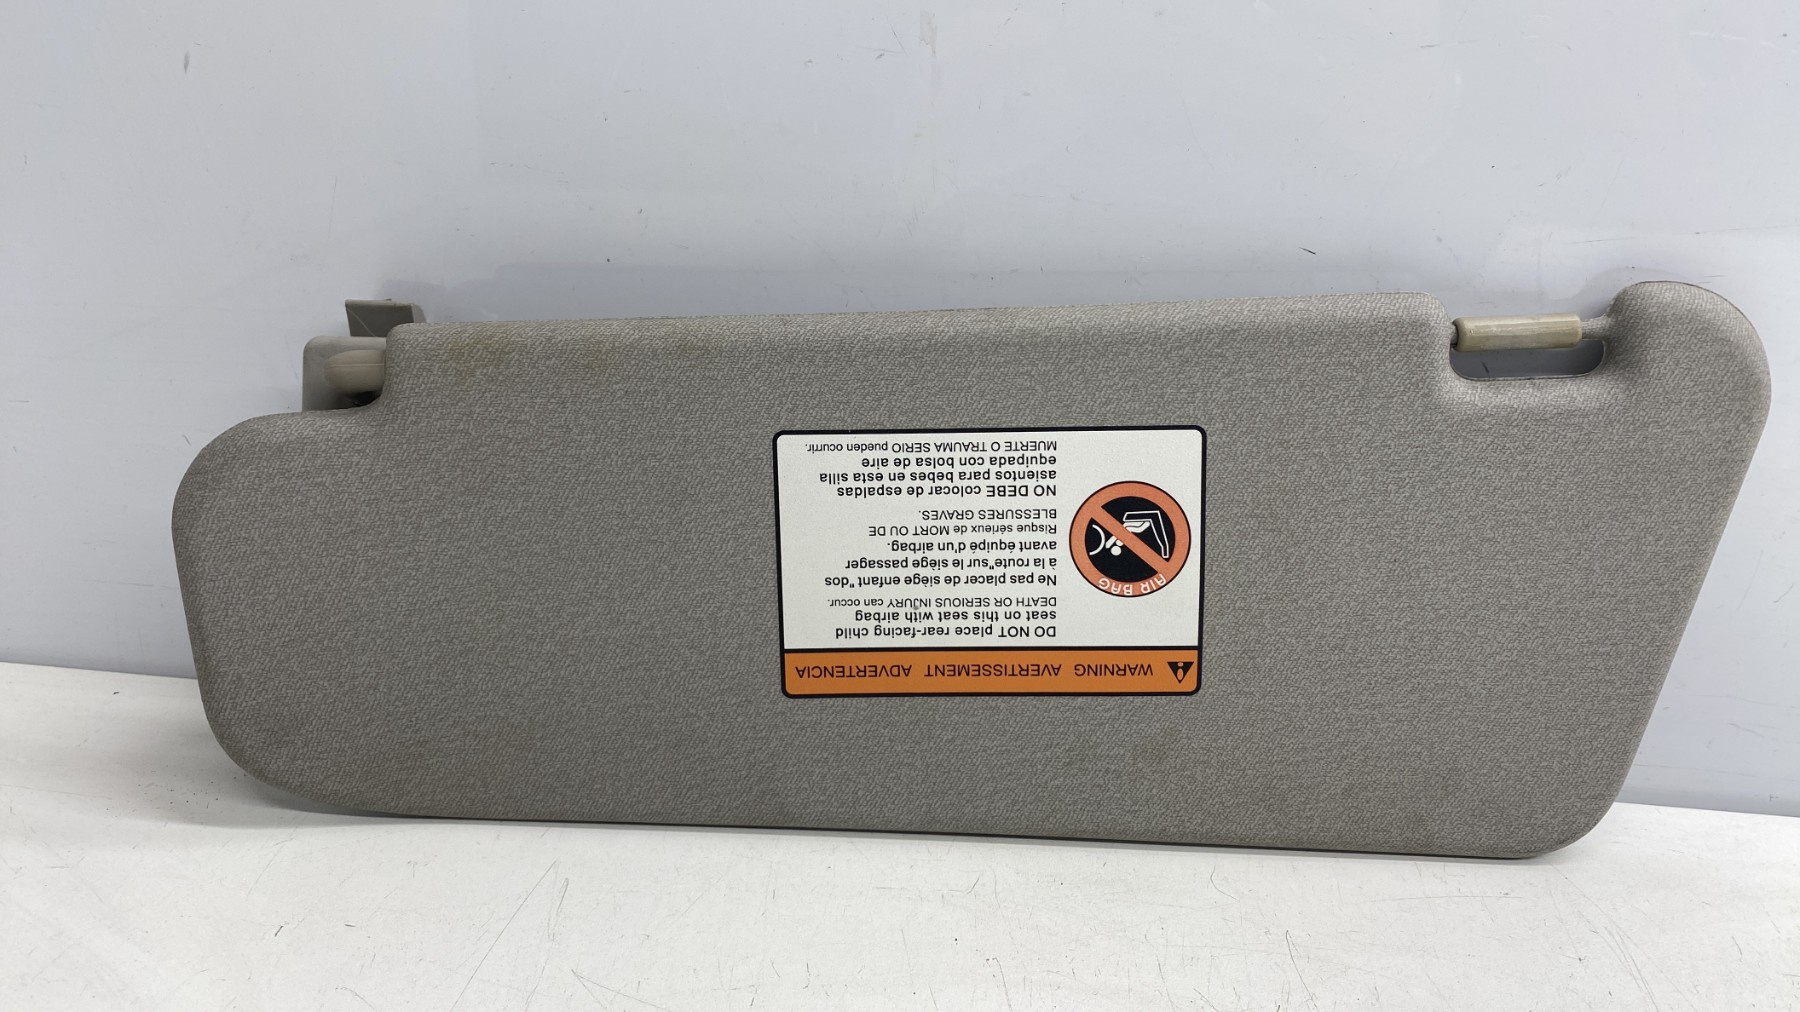 WARNING AVERTISSEMENT ADVERTENCIA
AIR BAG
DO NOT place rear-facing child
seat on this seat with airbag
DEATH OR SERIOUS INJURY can occur.
Ne pas placer de siège enfant "dos
à la route" sur le siège passager
avant équipé d'un airbag.
Risque sérieux de MORT OU DE
BLESSURES GRAVES.
NO DEBE colocar de espaldas
asientos para bebes en esta silla
equipada con bolsa de aire
MUERTE O TRAUMA SERIO pueden ocurrir.